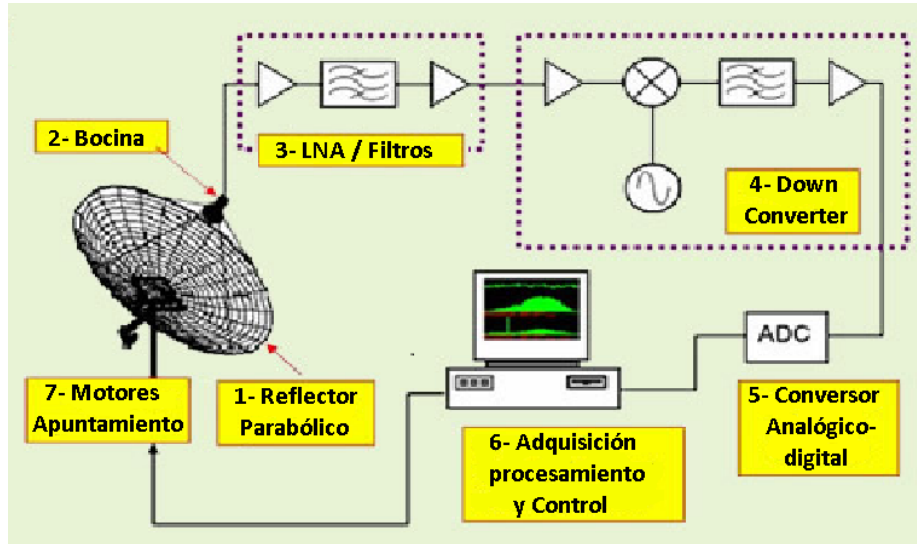 2- Bocina
3- LNA / Filtros
4- Down
Converter
ADC
7- Motores
Apuntamiento
1- Reflector
Parabólico
6- Adquisición
procesamiento
y Control
5- Conversor
Analógico-
digital